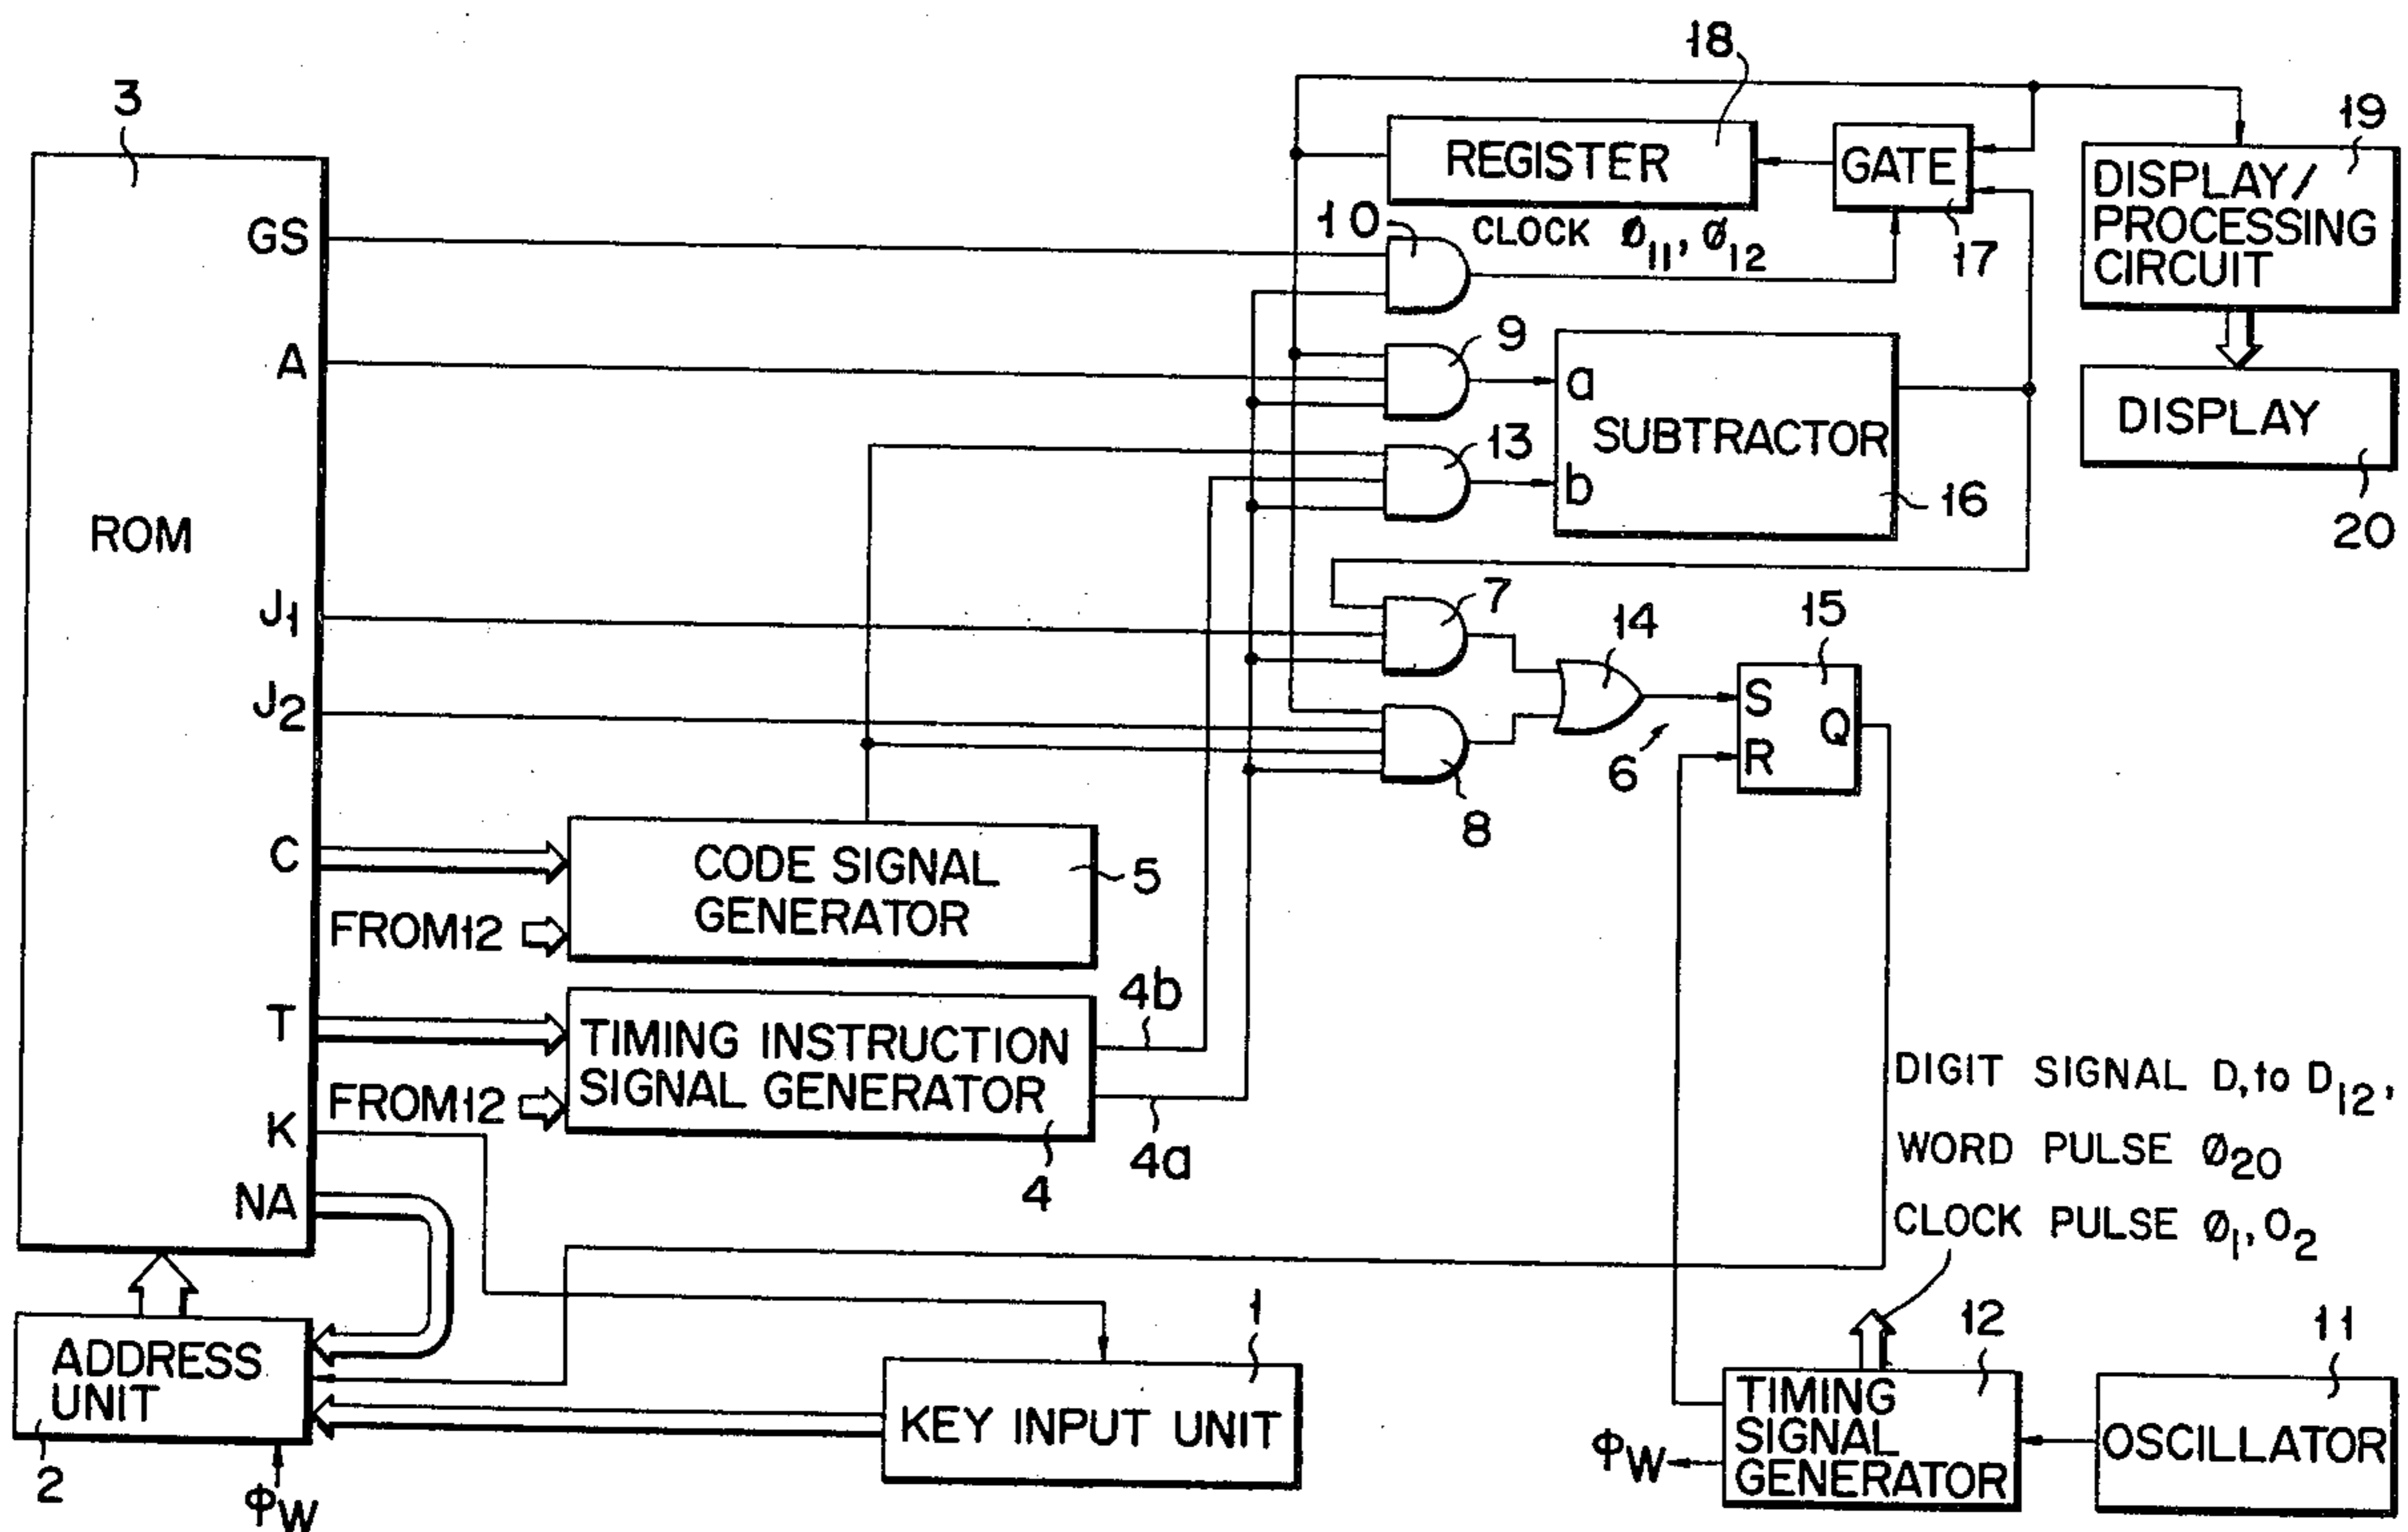 18
3
19
REGISTER
GATE
DISPLAY/
PROCESSING
CIRCUIT
10
CLOCK Ø11, Ø12
17
GS
9
A
a
SUBTRACTOR
DISPLAY
13
b
16
20
ROM
7
15
J1
14
S
J2
Q
6
R
8
C
CODE SIGNAL
GENERATOR
5
FROM12
4b
T
TIMING INSTRUCTION
SIGNAL GENERATOR
FROM12
K
4
4a
DIGIT SIGNAL D, to D12,
WORD PULSE Ø20
CLOCK PULSE Ø1, O2
NA
1
12
11
ADDRESS
UNIT
KEY INPUT UNIT
TIMING
SIGNAL
GENERATOR
OSCILLATOR
2
ΦW
ΦW